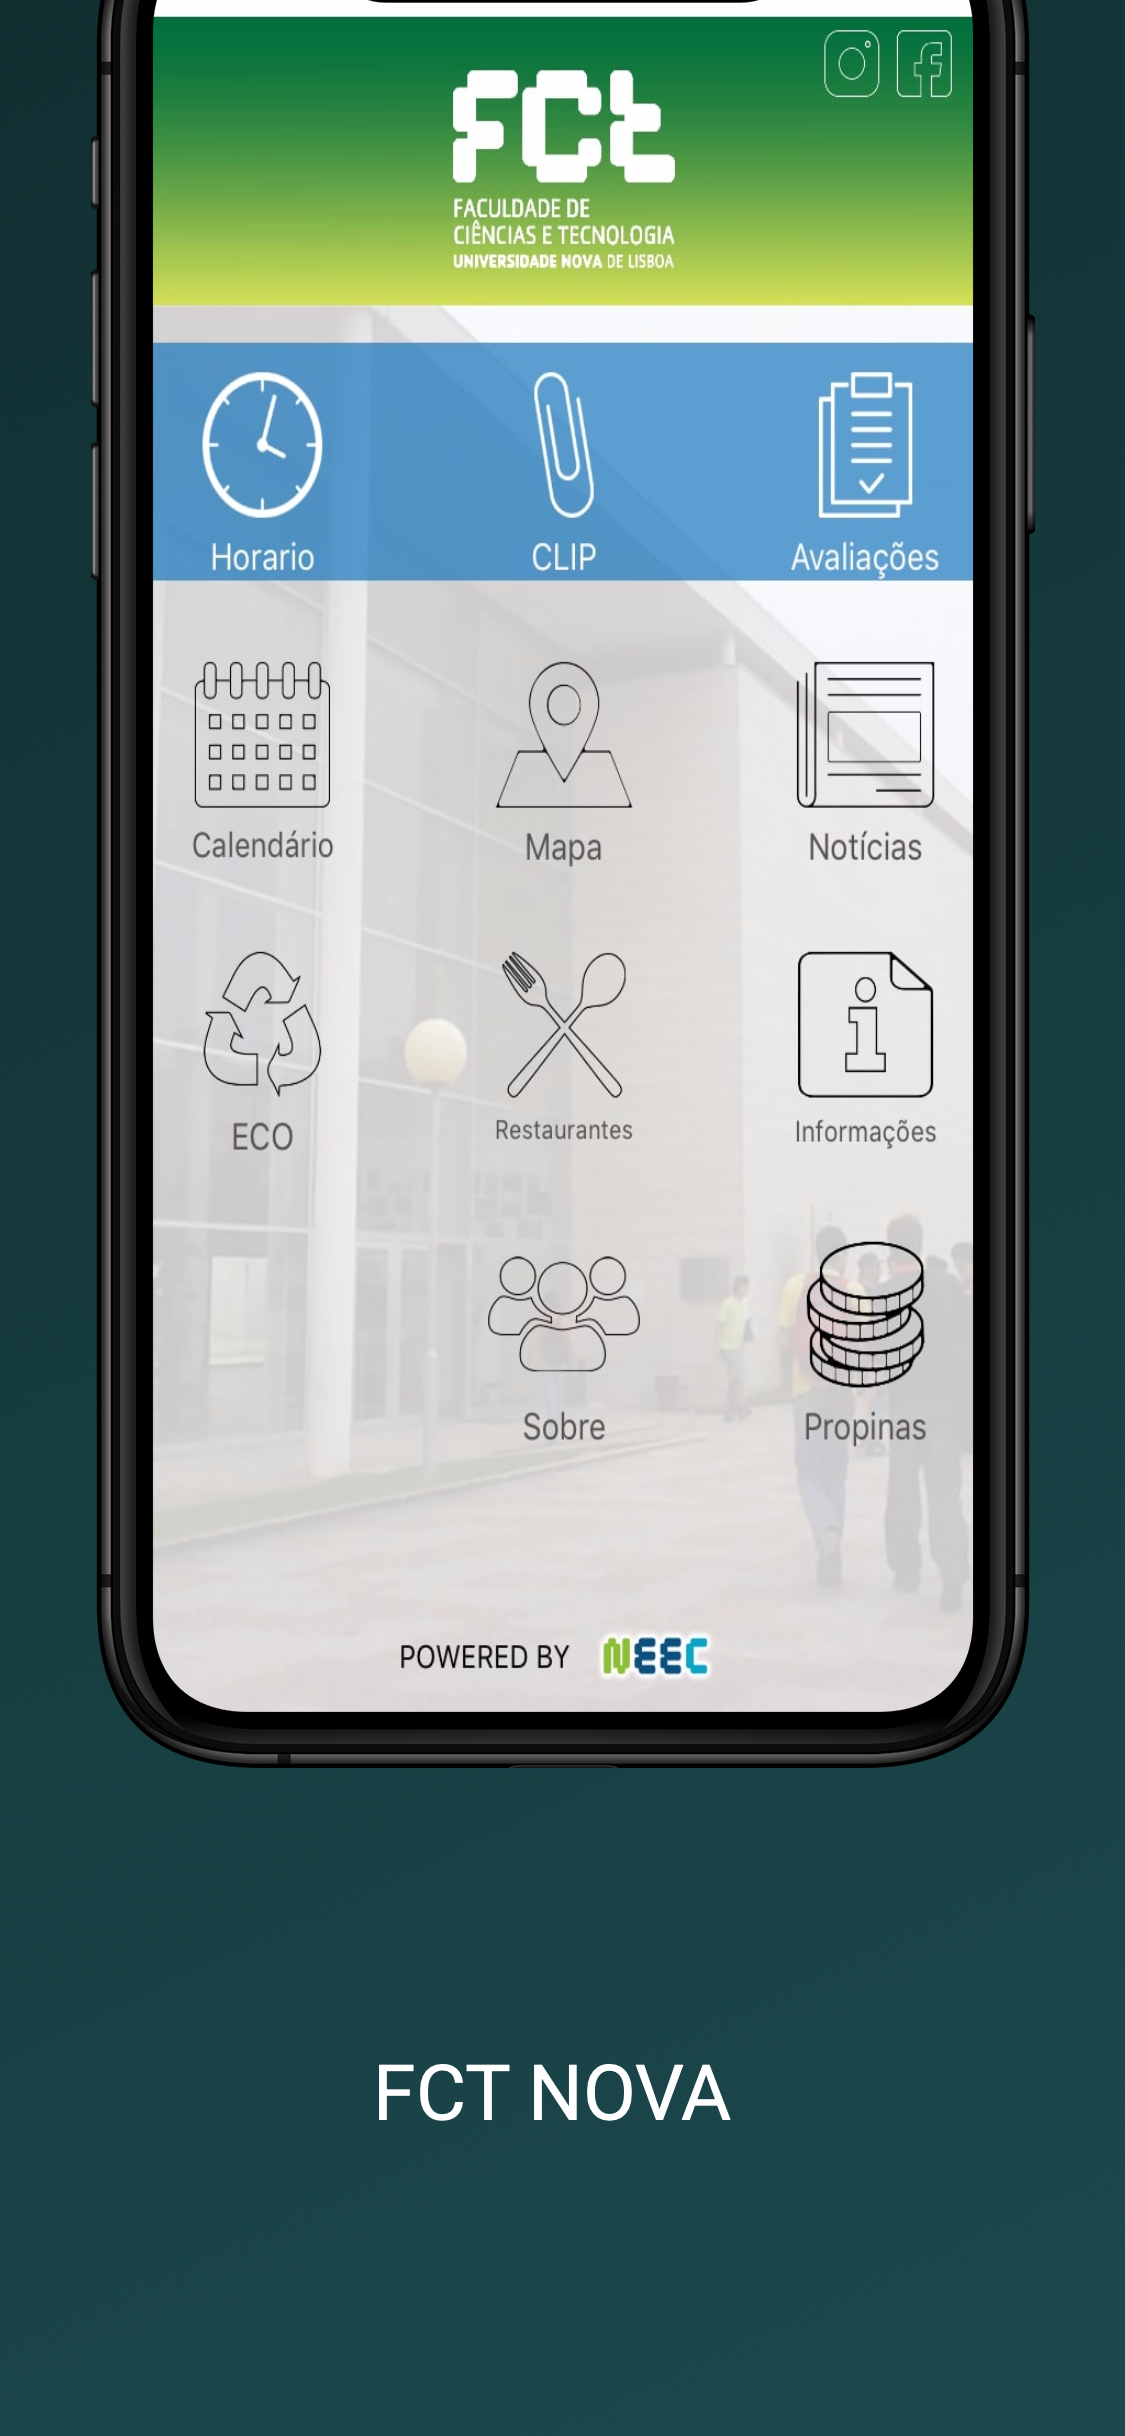 FCt
FACULDADE DE
CIÊNCIAS E TECNOLOGIA
UNIVERSIDADE NOVA DE LISBOA
Horario
CLIP
Avaliações
Calendário
Mapa
Notícias
ECO
Restaurantes
Informações
Sobre
Propinas
POWERED BY NEEC
FCT NOVA